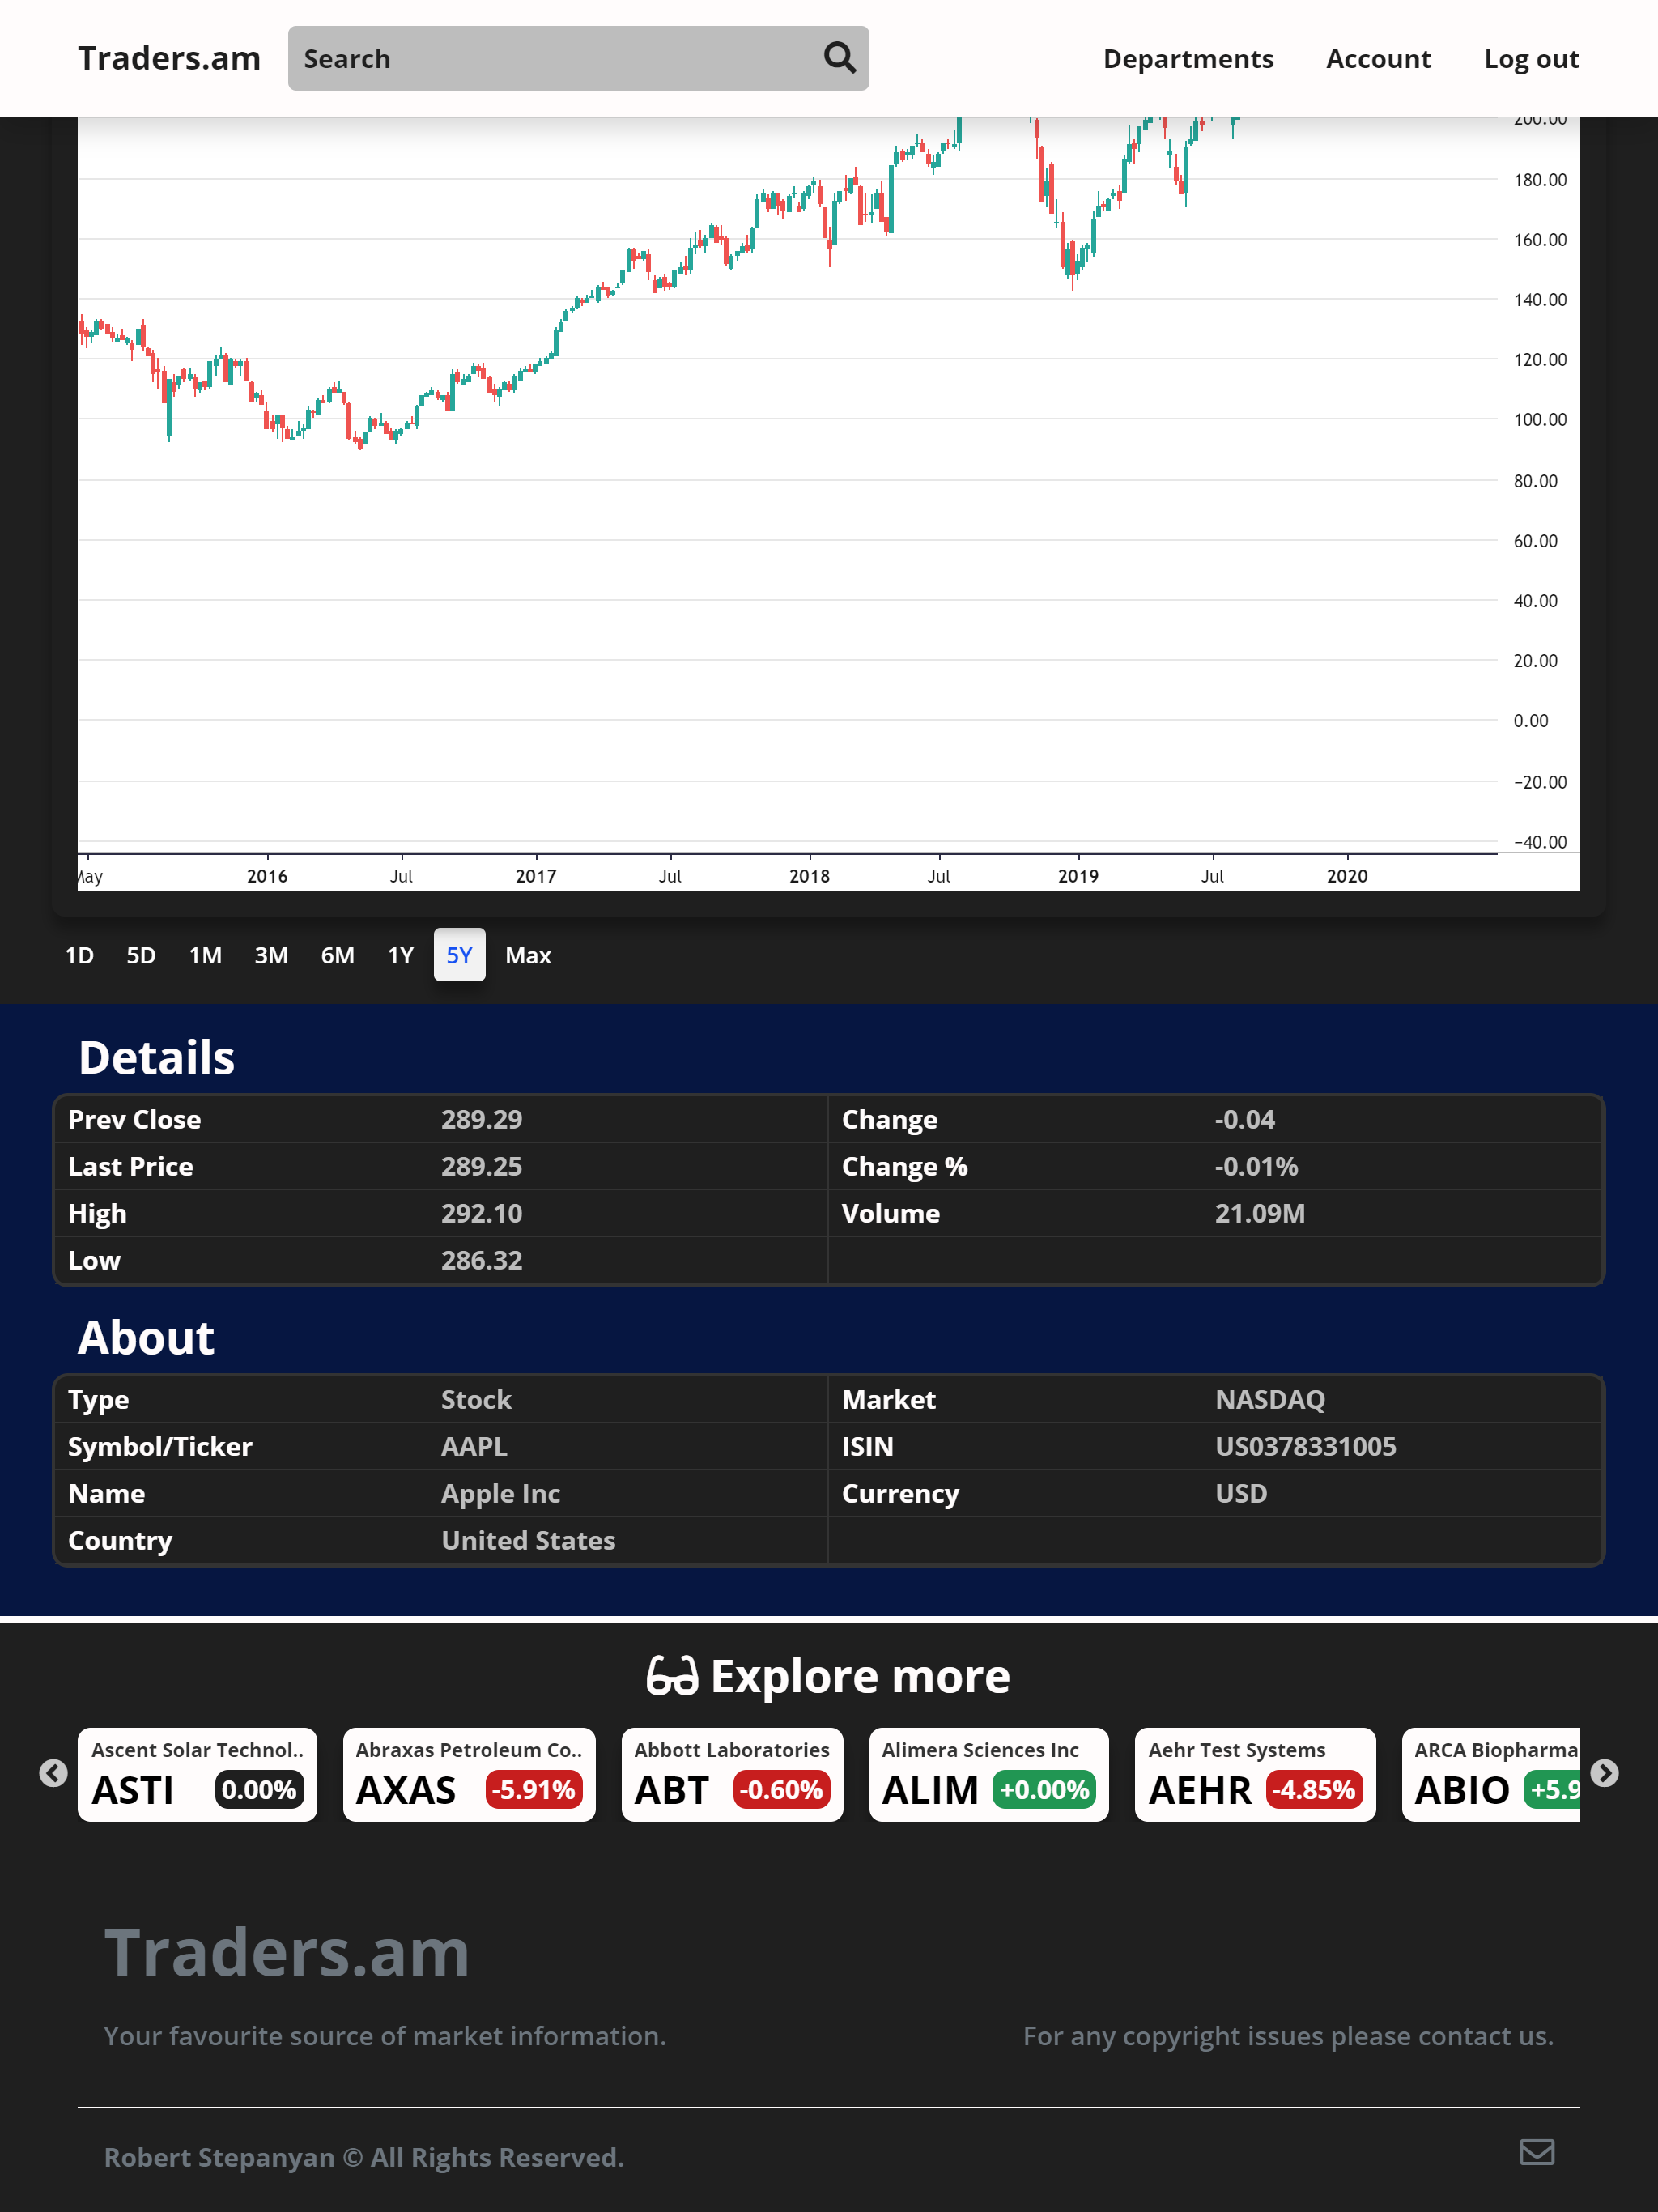 Traders.am Search Departments Account Log out
200.00
180.00
160.00
140.00
120.00
100.00
80.00
60.00
40.00
20.00
0.00
−20.00
−40.00
May 2016 Jul 2017 Jul 2018 Jul 2019 Jul 2020
1D 5D 1M 3M 6M 1Y 5Y Max
Details
Prev Close 289.29 Change -0.04
Last Price 289.25 Change % -0.01%
High 292.10 Volume 21.09M
Low 286.32
About
Type Stock Market NASDAQ
Symbol/Ticker AAPL ISIN US0378331005
Name Apple Inc Currency USD
Country United States
Explore more
Ascent Solar Technol.. Abraxas Petroleum Co.. Abbott Laboratories Alimera Sciences Inc Aehr Test Systems ARCA Biopharma
ASTI 0.00% AXAS -5.91% ABT -0.60% ALIM +0.00% AEHR -4.85% ABIO +5.9
Traders.am
Your favourite source of market information. For any copyright issues please contact us.
Robert Stepanyan © All Rights Reserved.